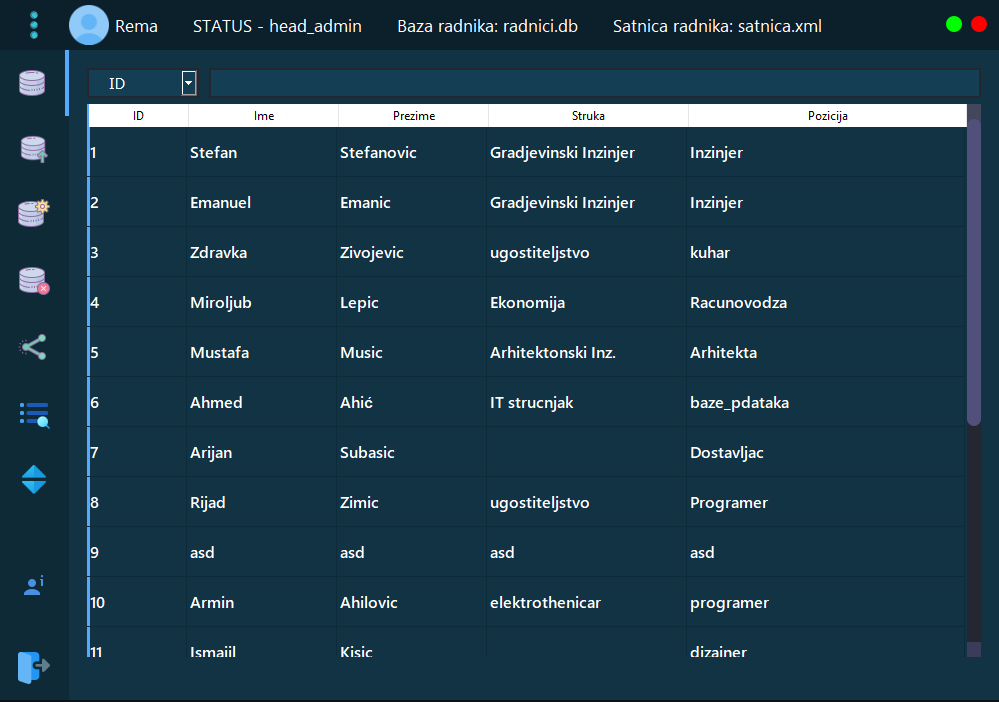 Rema STATUS - head_admin Baza radnika: radnici.db Satnica radnika: satnica.xml
ID
ID Ime Prezime Struka Pozicija
1 Stefan Stefanovic Gradjevinski Inzinjer Inzinjer
2 Emanuel Emanic Gradjevinski Inzinjer Inzinjer
3 Zdravka Zivojevic ugostiteljstvo kuhar
4 Miroljub Lepic Ekonomija Racunovodza
5 Mustafa Music Arhitektonski Inz. Arhitekta
6 Ahmed Ahić IT strucnjak baze_pdataka
7 Arijan Subasic Dostavljac
8 Rijad Zimic ugostiteljstvo Programer
9 asd asd asd asd
10 Armin Ahilovic elektrothenicar programer
11 Ismajil Kisic dizajner